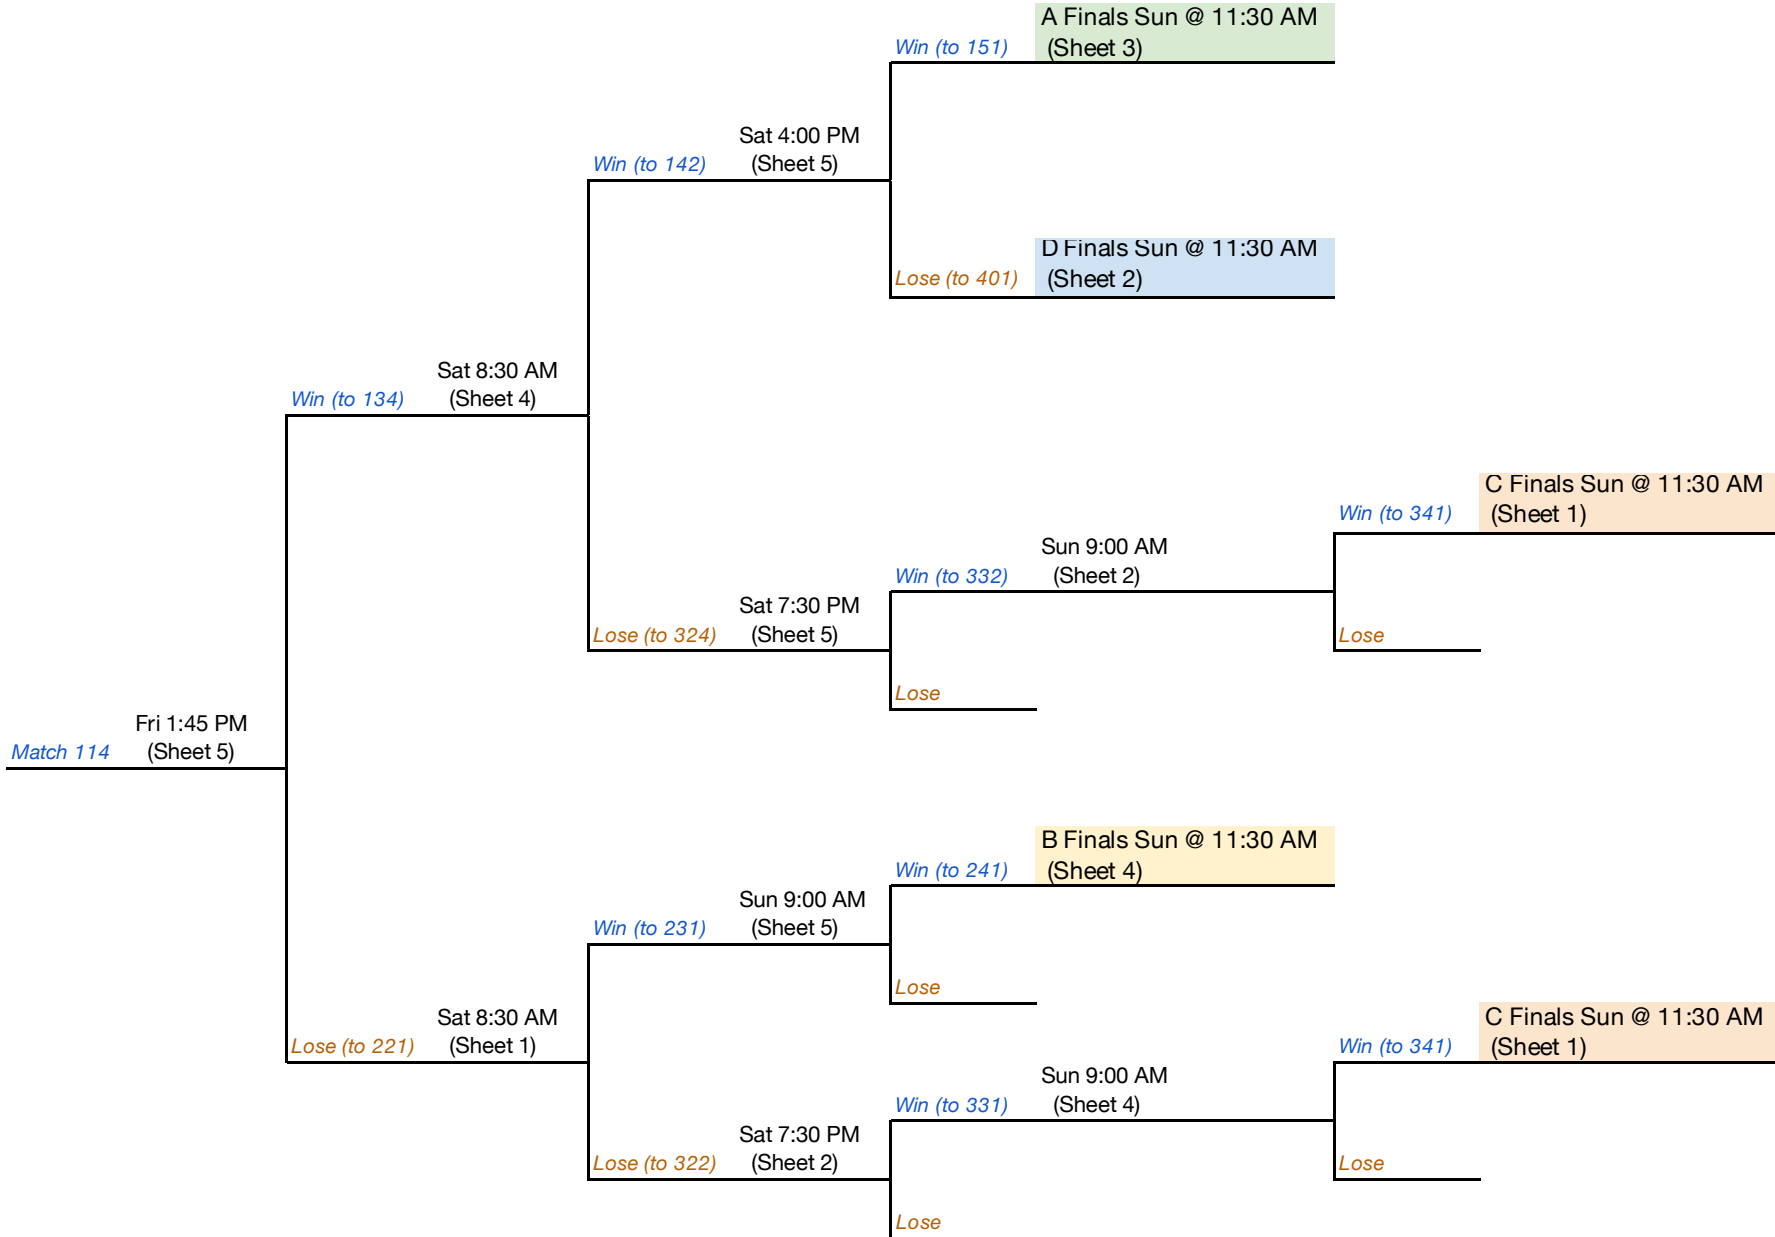 A Finals Sun @ 11:30 AM
Win (to 151)
(Sheet 3)
Sat 4:00 PM
Win (to 142)
(Sheet 5)
D Finals Sun @ 11:30 AM
Lose (to 401)
(Sheet 2)
Sat 8:30 AM
Win (to 134)
(Sheet 4)
C Finals Sun @ 11:30 AM
Win (to 341)
(Sheet 1)
Sun 9:00 AM
Win (to 332)
(Sheet 2)
Sat 7:30 PM
Lose (to 324)
(Sheet 5)
Lose
Lose
Fri 1:45 PM
Match 114
(Sheet 5)
B Finals Sun @ 11:30 AM
Win (to 241)
(Sheet 4)
Sun 9:00 AM
Win (to 231)
(Sheet 5)
Lose
Sat 8:30 AM
Lose (to 221)
(Sheet 1)
C Finals Sun @ 11:30 AM
Win (to 341)
(Sheet 1)
Sun 9:00 AM
Win (to 331)
(Sheet 4)
Sat 7:30 PM
Lose (to 322)
(Sheet 2)
Lose
Lose